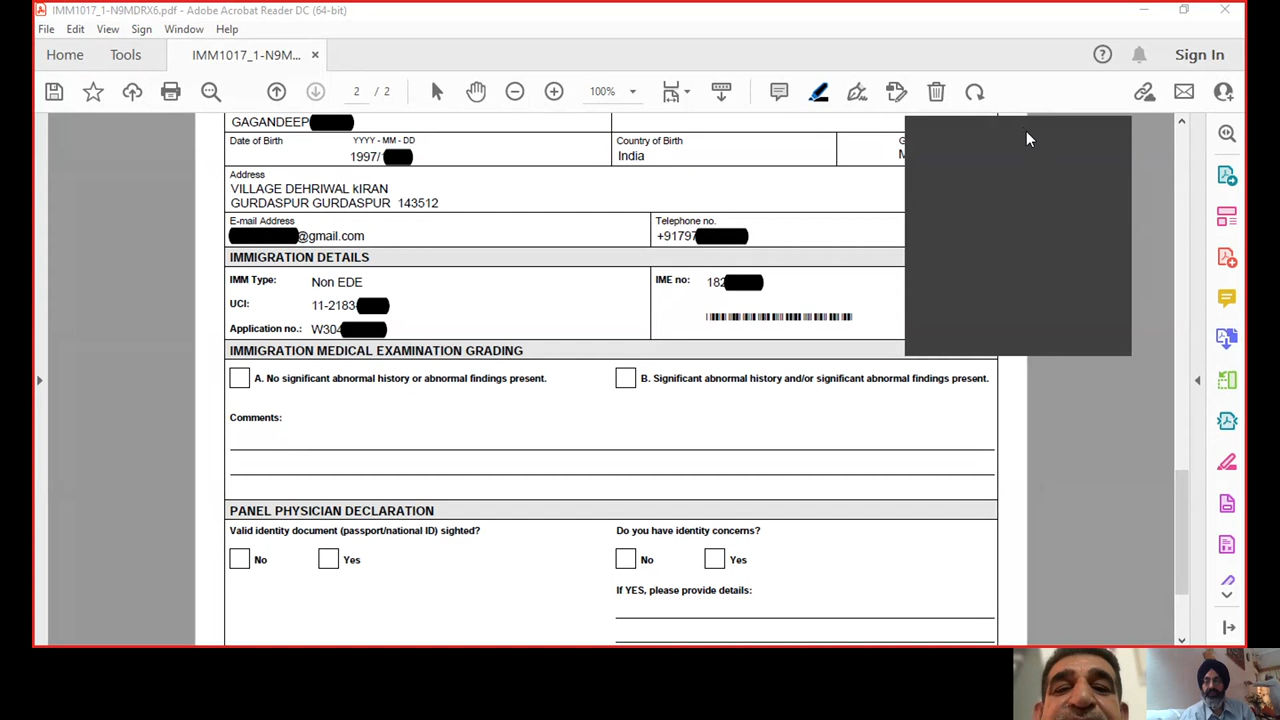 IMM1017_1-N9MDRX6.pdf - Adobe Acrobat Reader DC (64-bit)
File Edit View Sign Window Help
Home Tools IMM1017_1-N9M... × Sign In
2 / 2 100%
GAGANDEEP
Date of Birth YYYY - MM - DD Country of Birth
1997/ India
Address
VILLAGE DEHRIWAL kIRAN
GURDASPUR GURDASPUR 143512
E-mail Address Telephone no.
@gmail.com +9179
IMMIGRATION DETAILS
IMM Type: Non EDE IME no: 182
UCI: 11-2183
Application no.: W304
IMMIGRATION MEDICAL EXAMINATION GRADING
A. No significant abnormal history or abnormal findings present. B. Significant abnormal history and/or significant abnormal findings present.
Comments:
PANEL PHYSICIAN DECLARATION
Valid identity document (passport/national ID) sighted? Do you have identity concerns?
No Yes No Yes
If YES, please provide details: